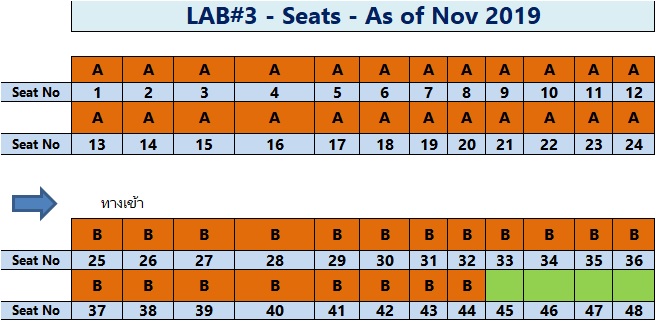 LAB#3 - Seats - As of Nov 2019
A A A A A A A A A A A A
Seat No 1 2 3 4 5 6 7 8 9 10 11 12
A A A A A A A A A A A A
Seat No 13 14 15 16 17 18 19 20 21 22 23 24
ทางเข้า
B B B B B B B B B B B B
Seat No 25 26 27 28 29 30 31 32 33 34 35 36
B B B B B B B B
Seat No 37 38 39 40 41 42 43 44 45 46 47 48